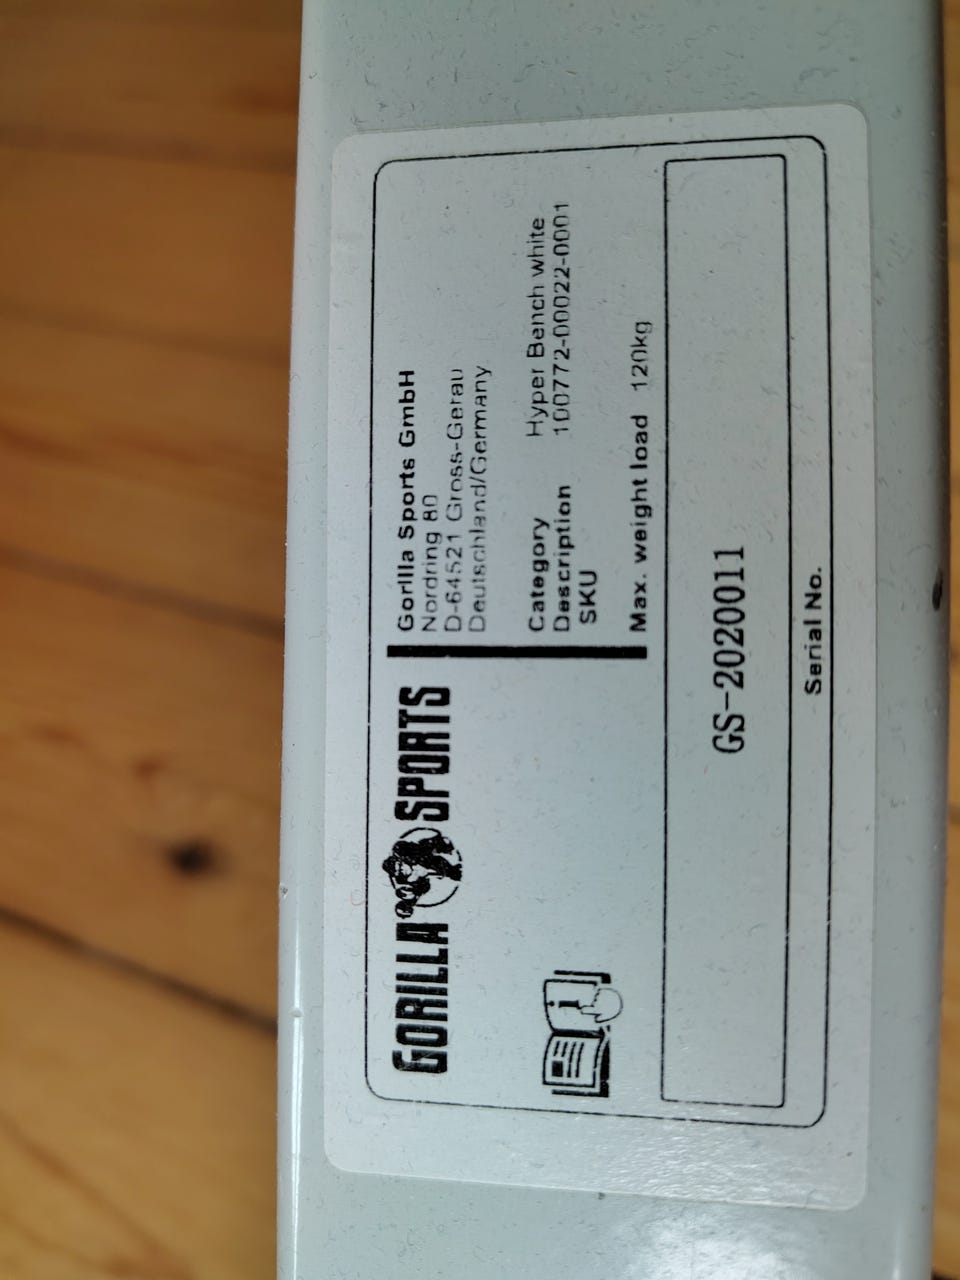 GORILLA SPORTS
Gorilla Sports GmbH
Nordring 80
D-64521 Gross-Gerau
Deutschland/Germany
Category Hyper Bench white
Description 100772-00022-0001
SKU
Max. weight load 120kg
i
GS-2020011
Serial No.